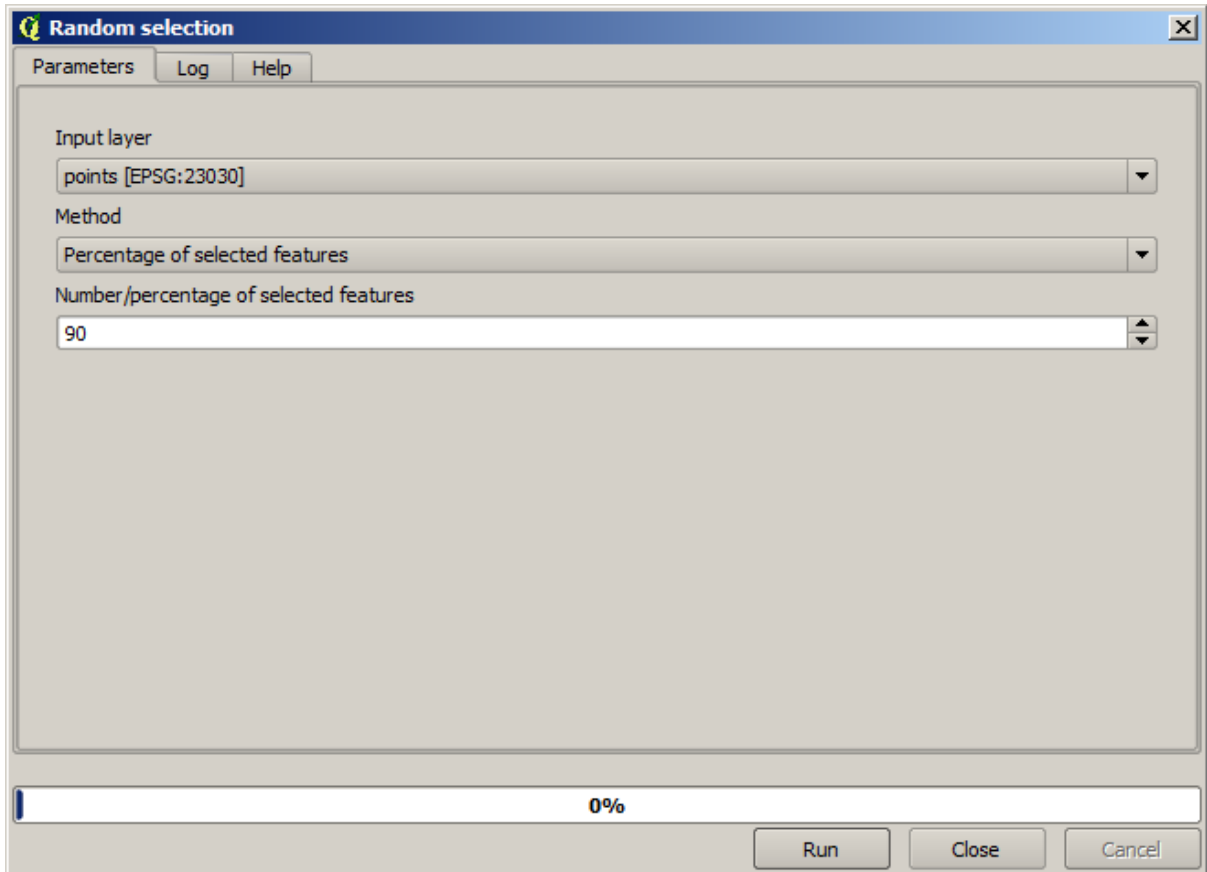 Random selection
Parameters Log Help
Input layer
points [EPSG:23030]
Method
Percentage of selected features
Number/percentage of selected features
90
0%
Run Close Cancel